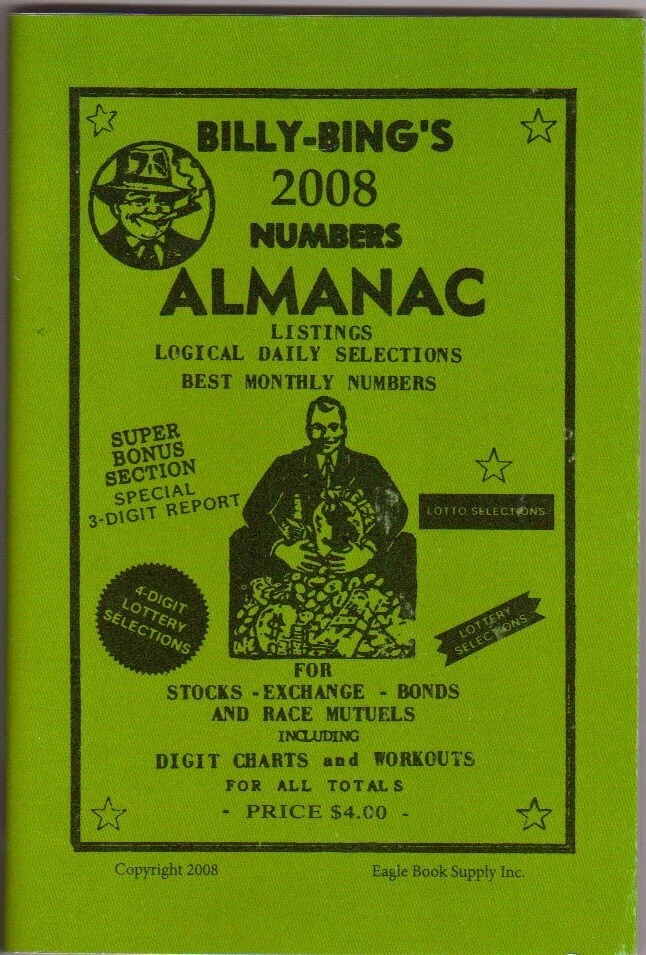 BILLY-BING'S
2008
NUMBERS
ALMANAC
LISTINGS
LOGICAL DAILY SELECTIONS
BEST MONTHLY NUMBERS
SUPER
BONUS
SECTION
SPECIAL
3-DIGIT REPORT
LOTTO SELECTIONS
4-DIGIT
LOTTERY
SELECTIONS
LOTTERY
SELECTIONS
FOR
STOCKS - EXCHANGE - BONDS
AND RACE MUTUELS
INCLUDING
DIGIT CHARTS and WORKOUTS
FOR ALL TOTALS
- PRICE $4.00 -
Copyright 2008
Eagle Book Supply Inc.